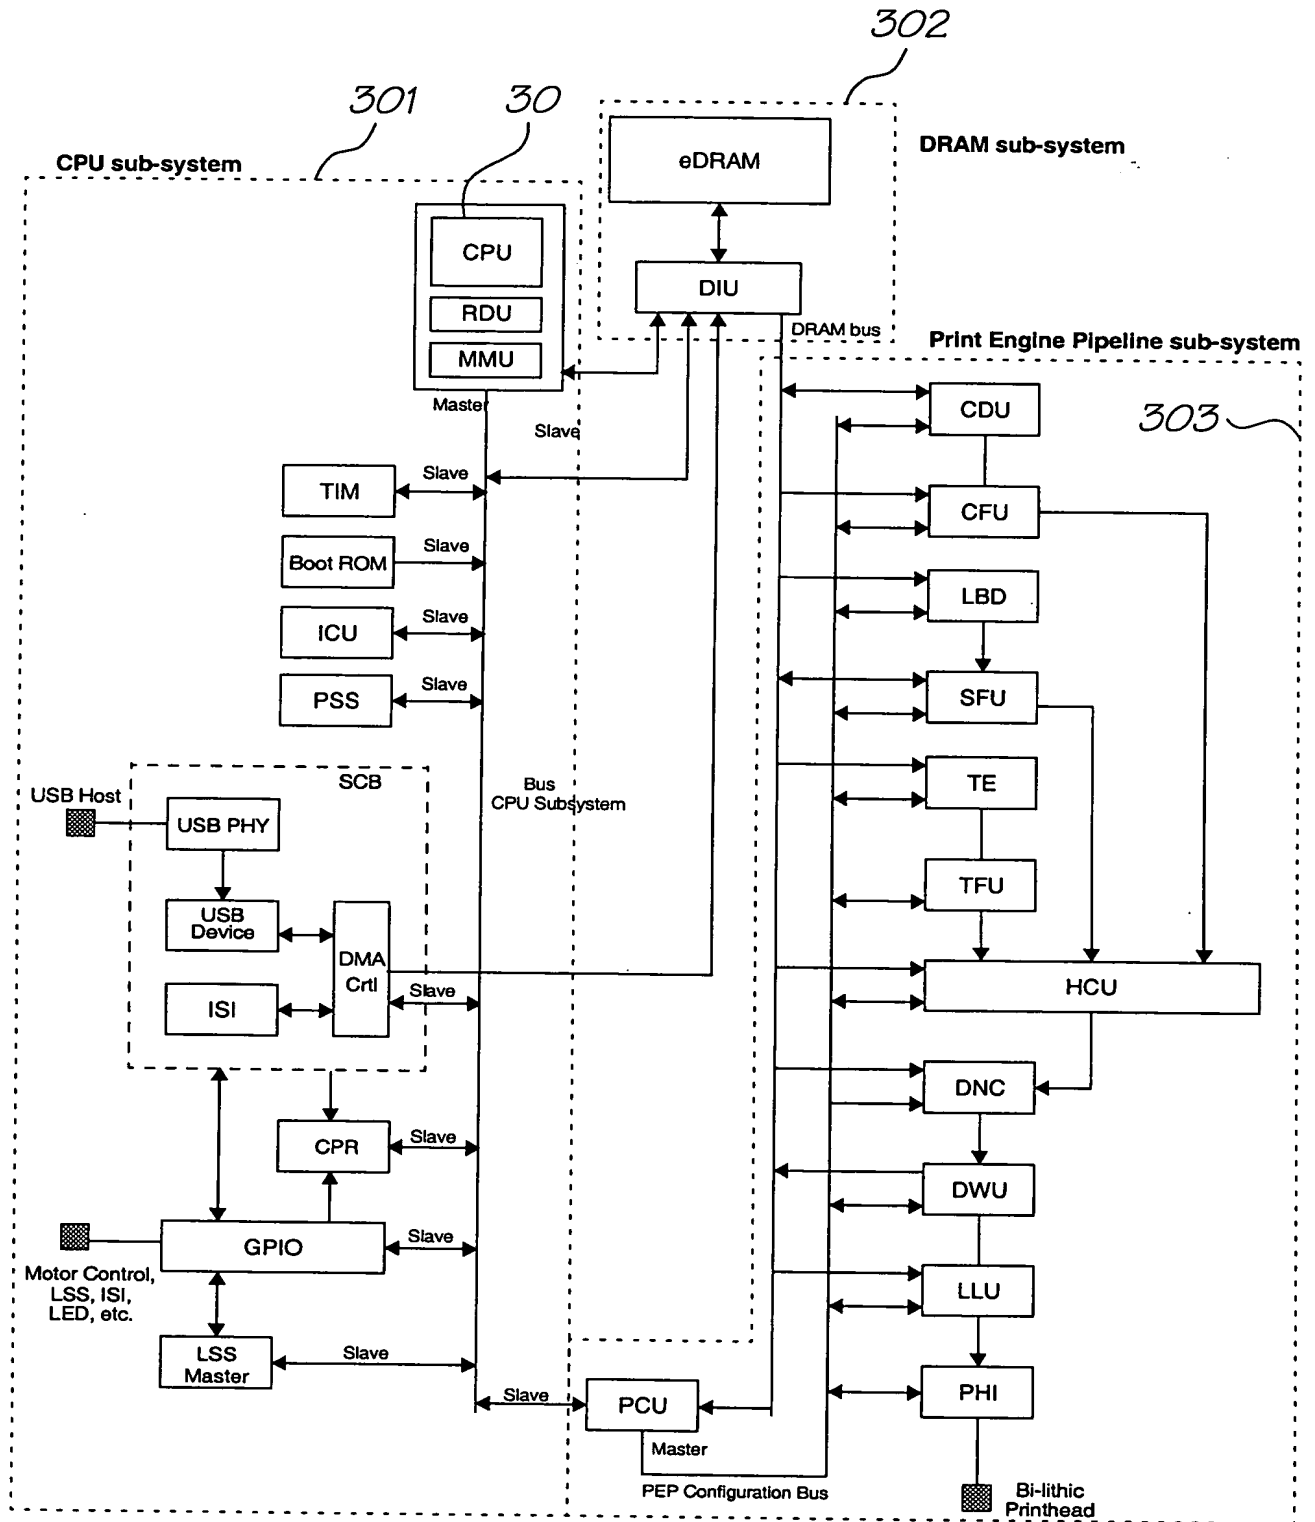 302
301
30
CPU sub-system
DRAM sub-system
eDRAM
CPU
DIU
RDU
DRAM bus
MMU
Print Engine Pipeline sub-system
Master
Slave
303
CDU
TIM
Slave
CFU
Boot ROM
Slave
LBD
ICU
Slave
PSS
Slave
SFU
SCB
Bus
CPU Subsystem
USB Host
USB PHY
TE
TFU
USB
Device
DMA
Crtl
ISI
Slave
HCU
DNC
CPR
Slave
DWU
GPIO
Slave
Motor Control,
LSS, ISI,
LED, etc.
LLU
LSS
Master
Slave
Slave
PCU
PHI
Master
PEP Configuration Bus
Bi-lithic
Printhead